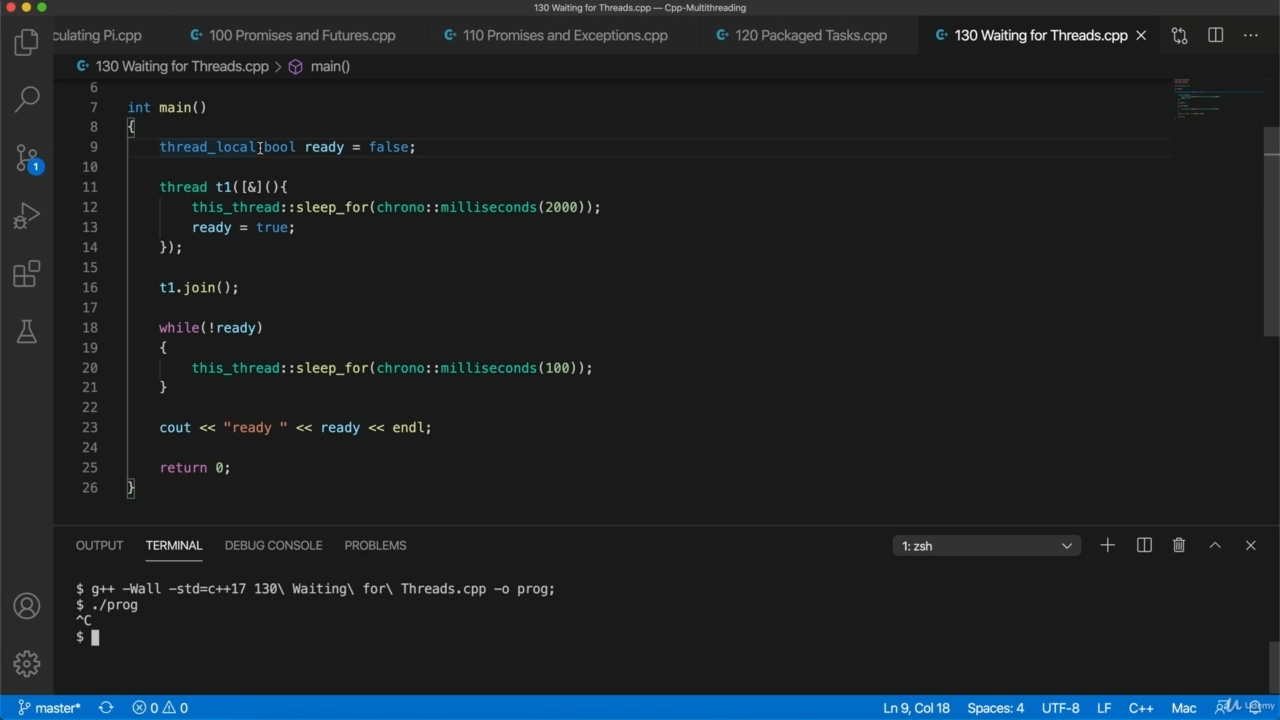 130 Waiting for Threads.cpp — Cpp-Multithreading
culating Pi.cpp 100 Promises and Futures.cpp 110 Promises and Exceptions.cpp 120 Packaged Tasks.cpp 130 Waiting for Threads.cpp
130 Waiting for Threads.cpp > main()
6
7 int main()
8 {
9 thread_local bool ready = false;
10
11 thread t1([&](){
12 this_thread::sleep_for(chrono::milliseconds(2000));
13 ready = true;
14 });
15
16 t1.join();
17
18 while(!ready)
19 {
20 this_thread::sleep_for(chrono::milliseconds(100));
21 }
22
23 cout << "ready " << ready << endl;
24
25 return 0;
26 }
1
OUTPUT TERMINAL DEBUG CONSOLE PROBLEMS 1: zsh
$ g++ -Wall -std=c++17 130\ Waiting\ for\ Threads.cpp -o prog;
$ ./prog
^C
$
master* 0 0 Ln 9, Col 18 Spaces: 4 UTF-8 LF C++ Mac
Udemy